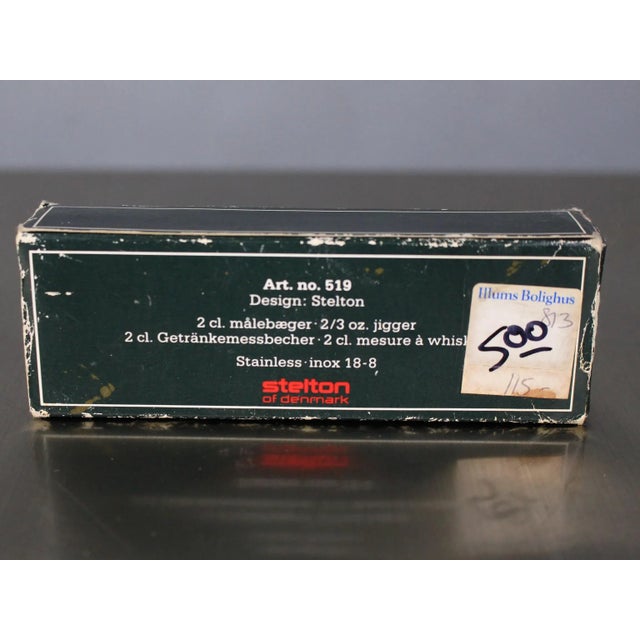 Art. no. 519
Design: Stelton
2 cl. målebæger · 2/3 oz. jigger
2 cl. Getränkemessbecher · 2 cl. mesure à whisk
Stainless · inox 18-8
stelton
of denmark
Illums Bolighus
813
500